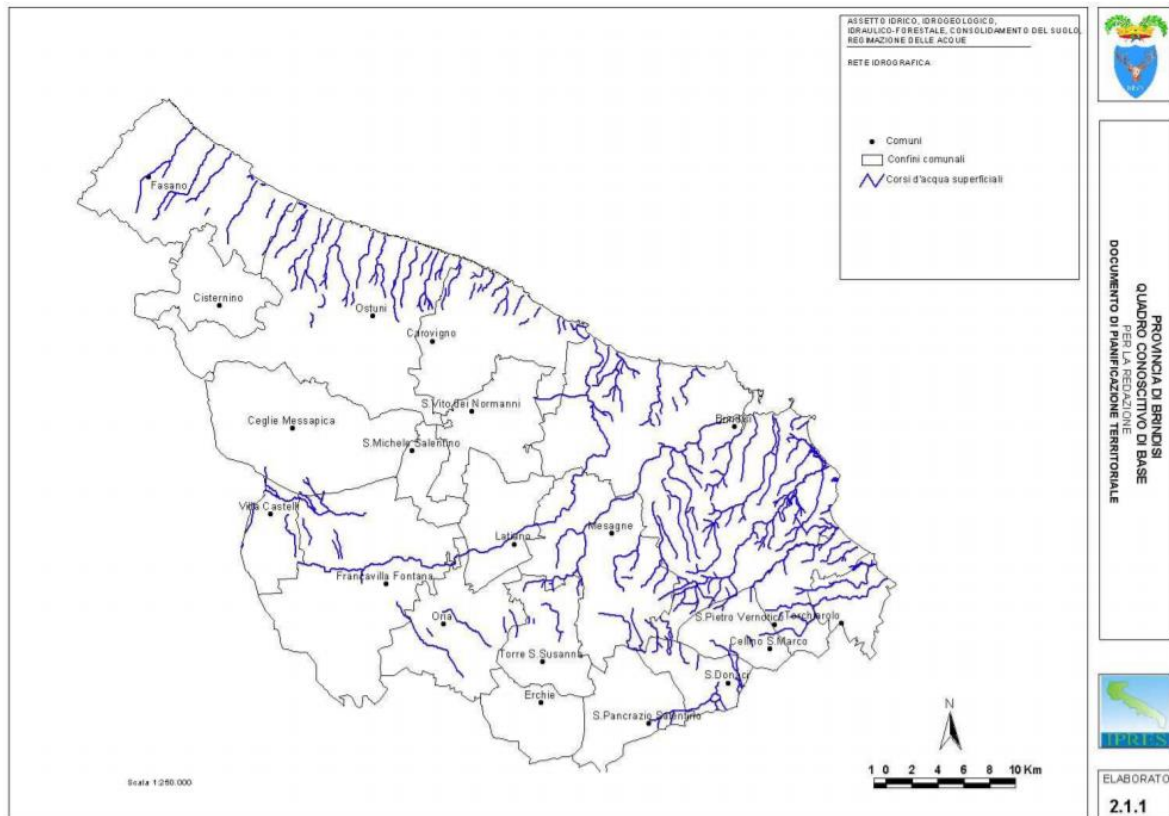 ASSETTO IDRICO, IDROGEOLOGICO,
IDRAULICO-FORESTALE, CONSOLIDAMENTO DEL SUOLO,
REGIMAZIONE DELLE ACQUE
RETE IDROGRAFICA
Comuni
Confini comunali
Corsi d'acqua superficiali
Fasano
Cisternino
Ostuni
Carovigno
S.Vito dei Normanni
Ceglie Messapica
S.Michele Salentino
Brindisi
Villa Castelli
Latiano
Mesagne
Francavilla Fontana
Oria
S.Pietro Vernotico
Torchiarolo
Cellino S.Marco
Torre S.Susanna
S.Donaci
Erchie
S.Pancrazio Salentino
N
1 0 2 4 6 8 10 Km
Scala 1:250.000
PROVINCIA DI BRINDISI
QUADRO CONOSCITIVO DI BASE
PER LA REDAZIONE
DOCUMENTO DI PIANIFICAZIONE TERRITORIALE
IPRES
ELABORATO
2.1.1